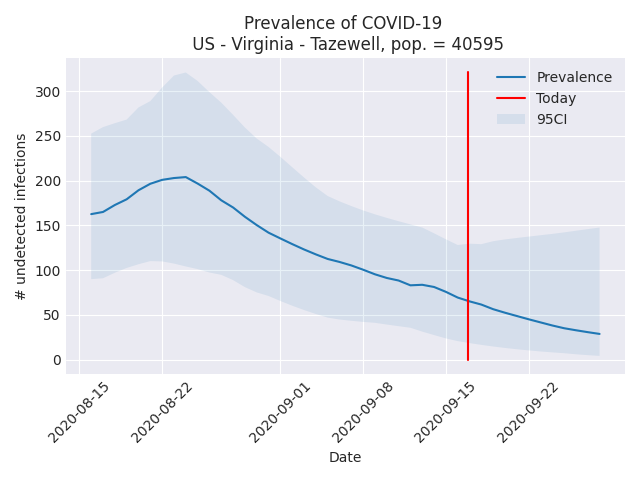 Prevalence of COVID-19
US - Virginia - Tazewell, pop. = 40595
Prevalence
Today
95CI
# undetected infections
300
250
200
150
100
50
0
2020-08-15
2020-08-22
2020-09-01
2020-09-08
2020-09-15
2020-09-22
Date